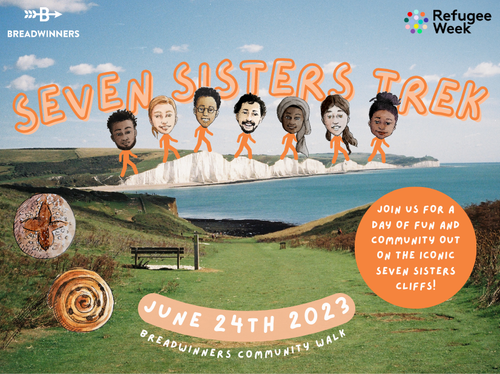 BREADWINNERS
Refugee
Week
SEVEN SISTERS TREK
JOIN US FOR A
DAY OF FUN AND
COMMUNITY OUT
ON THE ICONIC
SEVEN SISTERS
CLIFFS!
JUNE 24TH 2023
BREADWINNERS COMMUNITY WALK